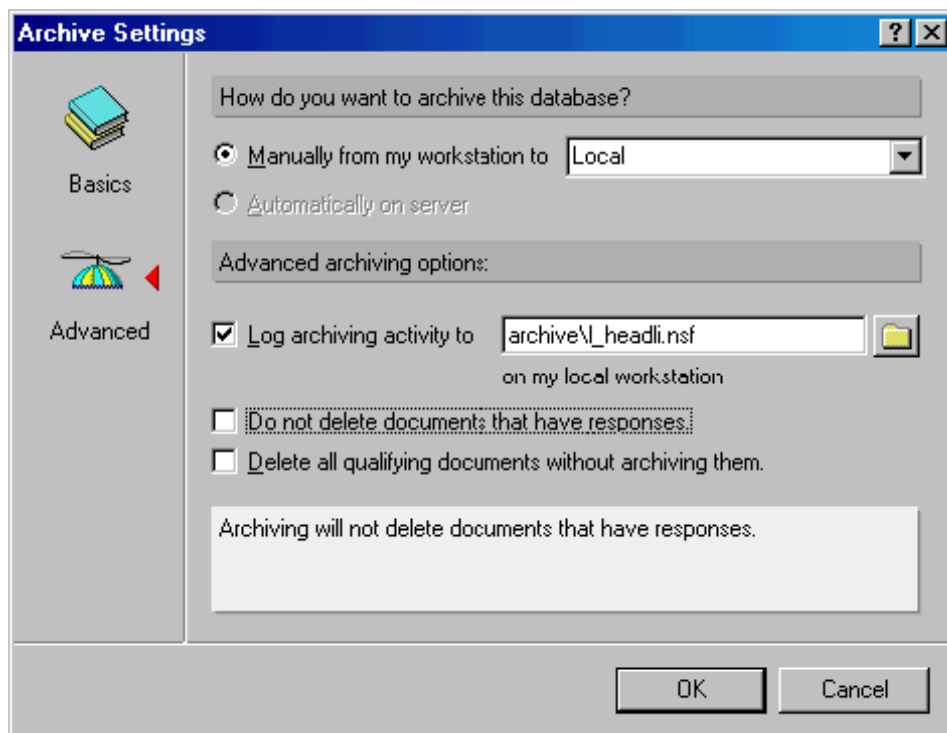 Archive Settings
How do you want to archive this database?
Manually from my workstation to Local
Basics
Automatically on server
Advanced archiving options:
Advanced
Log archiving activity to archive\l_headli.nsf
on my local workstation
Do not delete documents that have responses.
Delete all qualifying documents without archiving them.
Archiving will not delete documents that have responses.
OK Cancel